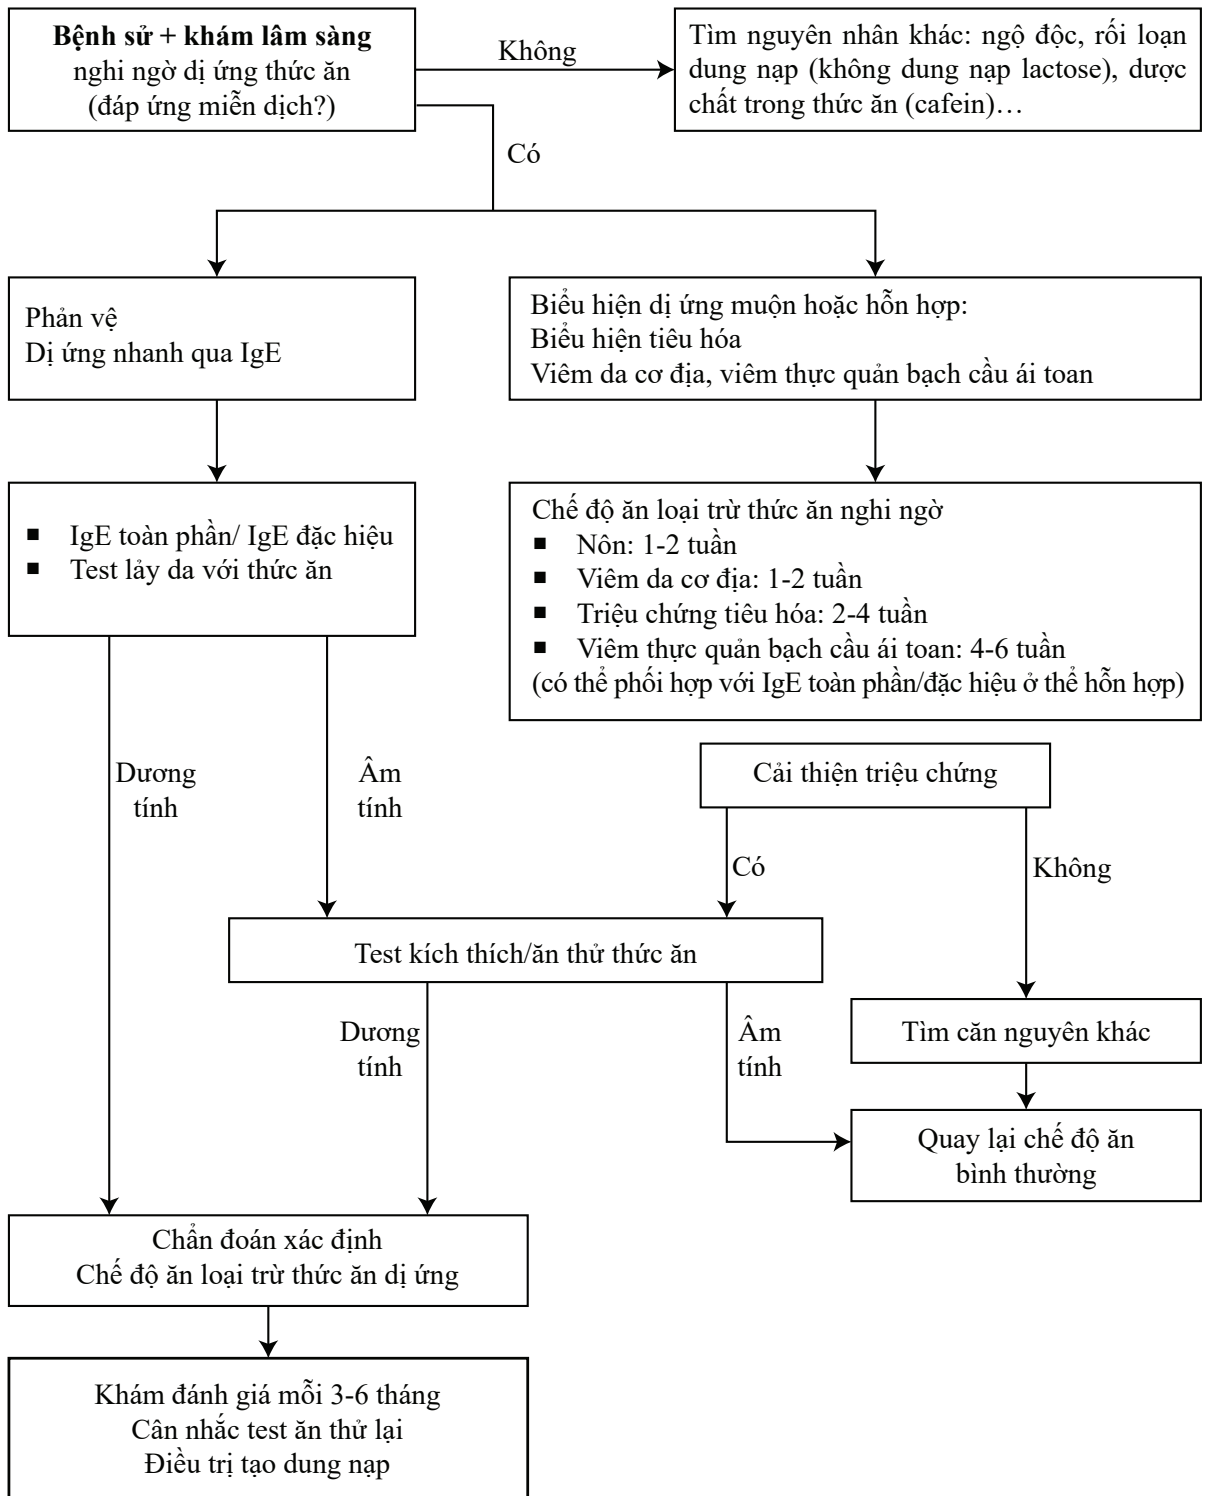 Bệnh sử + khám lâm sàng
nghi ngờ dị ứng thức ăn
(đáp ứng miễn dịch?)
Không
Tìm nguyên nhân khác: ngộ độc, rối loạn
dung nạp (không dung nạp lactose), dược
chất trong thức ăn (cafein)…
Có
Phản vệ
Dị ứng nhanh qua IgE
Biểu hiện dị ứng muộn hoặc hỗn hợp:
Biểu hiện tiêu hóa
Viêm da cơ địa, viêm thực quản bạch cầu ái toan
■ IgE toàn phần/ IgE đặc hiệu
■ Test lảy da với thức ăn
Chế độ ăn loại trừ thức ăn nghi ngờ
■ Nôn: 1-2 tuần
■ Viêm da cơ địa: 1-2 tuần
■ Triệu chứng tiêu hóa: 2-4 tuần
■ Viêm thực quản bạch cầu ái toan: 4-6 tuần
(có thể phối hợp với IgE toàn phần/đặc hiệu ở thể hỗn hợp)
Dương
tính
Âm
tính
Cải thiện triệu chứng
Có
Không
Test kích thích/ăn thử thức ăn
Dương
tính
Âm
tính
Tìm căn nguyên khác
Quay lại chế độ ăn
bình thường
Chẩn đoán xác định
Chế độ ăn loại trừ thức ăn dị ứng
Khám đánh giá mỗi 3-6 tháng
Cân nhắc test ăn thử lại
Điều trị tạo dung nạp